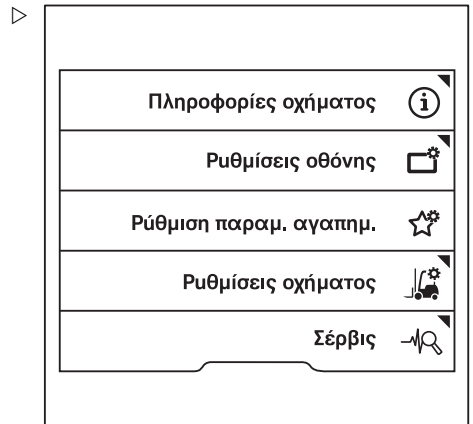 Πληροφορίες οχήματος
Ρυθμίσεις οθόνης
Ρύθμιση παραμ. αγαπημ.
Ρυθμίσεις οχήματος
Σέρβις